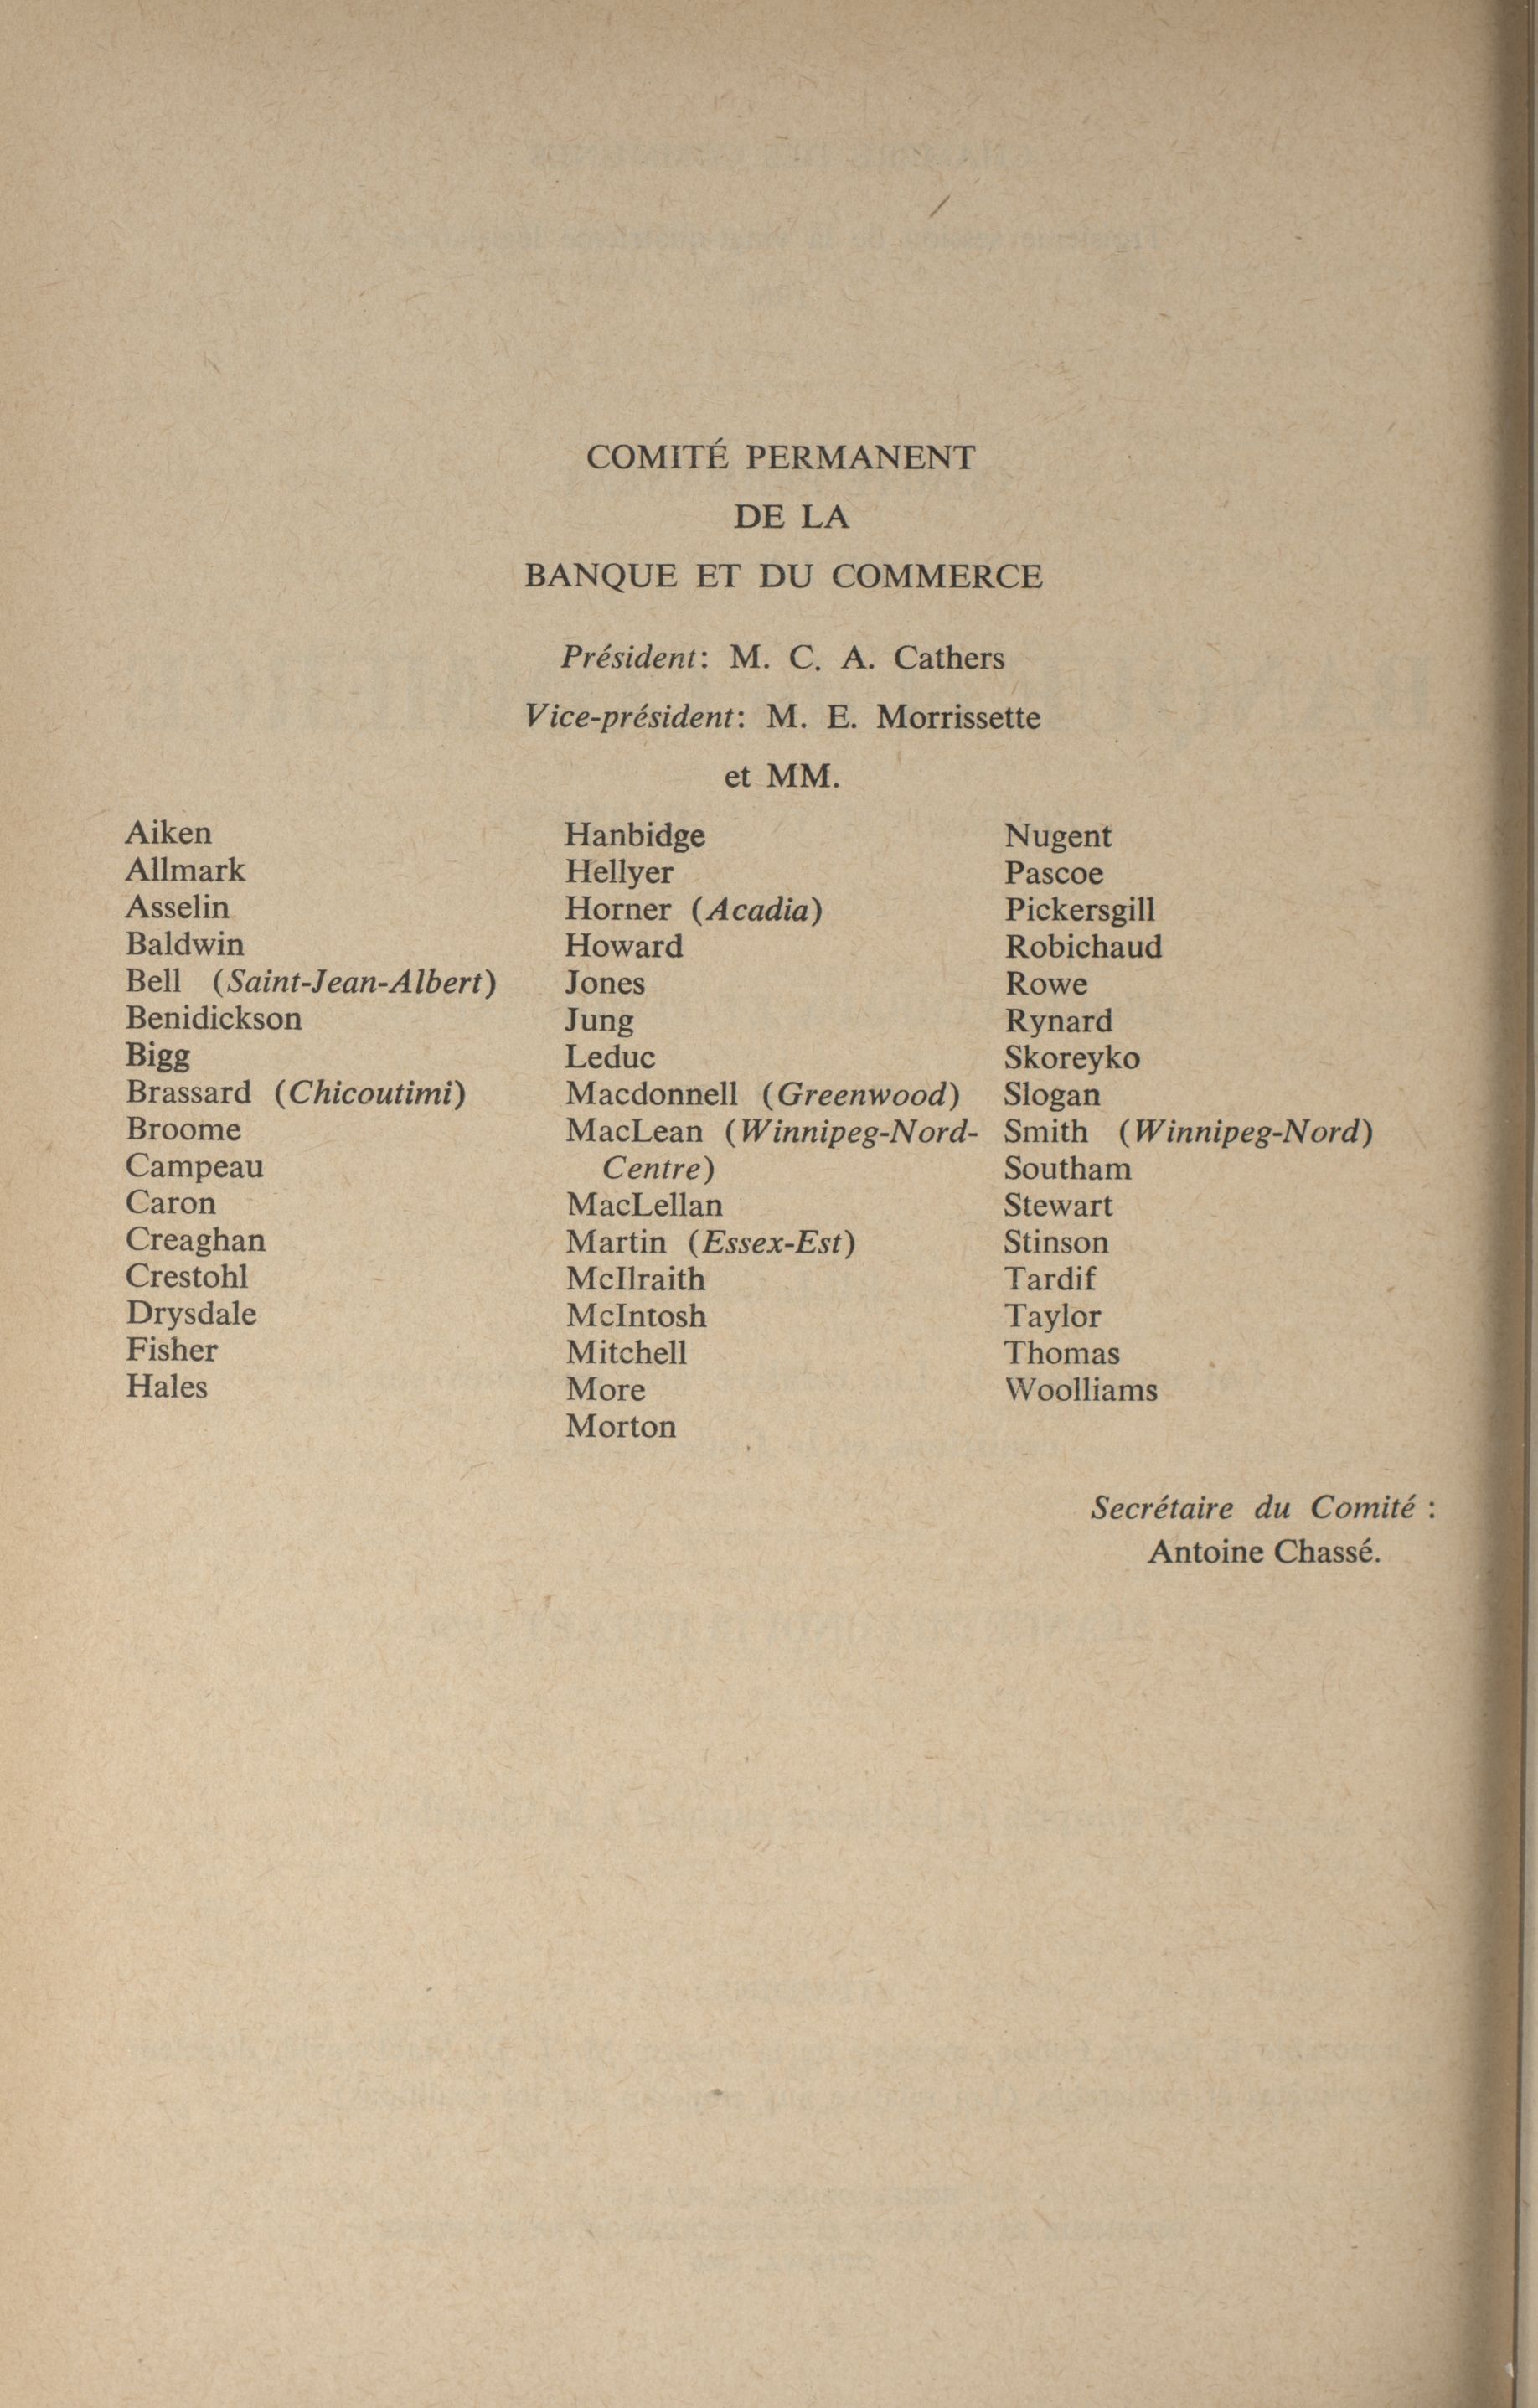 COMITÉ PERMANENT
DE LA
BANQUE ET DU COMMERCE
Président: M. C. A. Cathers
Vice-président: M. E. Morrissette
et MM.
Aiken
Allmark
Asselin
Baldwin
Bell (Saint-Jean-Albert)
Benidickson
Bigg
Brassard (Chicoutimi)
Broome
Campeau
Caron
Creaghan
Crestohl
Drysdale
Fisher
Hales
Hanbidge
Hellyer
Horner (Acadia)
Howard
Jones
Jung
Leduc
Macdonnell (Greenwood)
MacLean (Winnipeg-Nord-
Centre)
MacLellan
Martin (Essex-Est)
McIlraith
McIntosh
Mitchell
More
Morton
Nugent
Pascoe
Pickersgill
Robichaud
Rowe
Rynard
Skoreyko
Slogan
Smith (Winnipeg-Nord)
Southam
Stewart
Stinson
Tardif
Taylor
Thomas
Woolliams
Secrétaire du Comité :
Antoine Chassé.